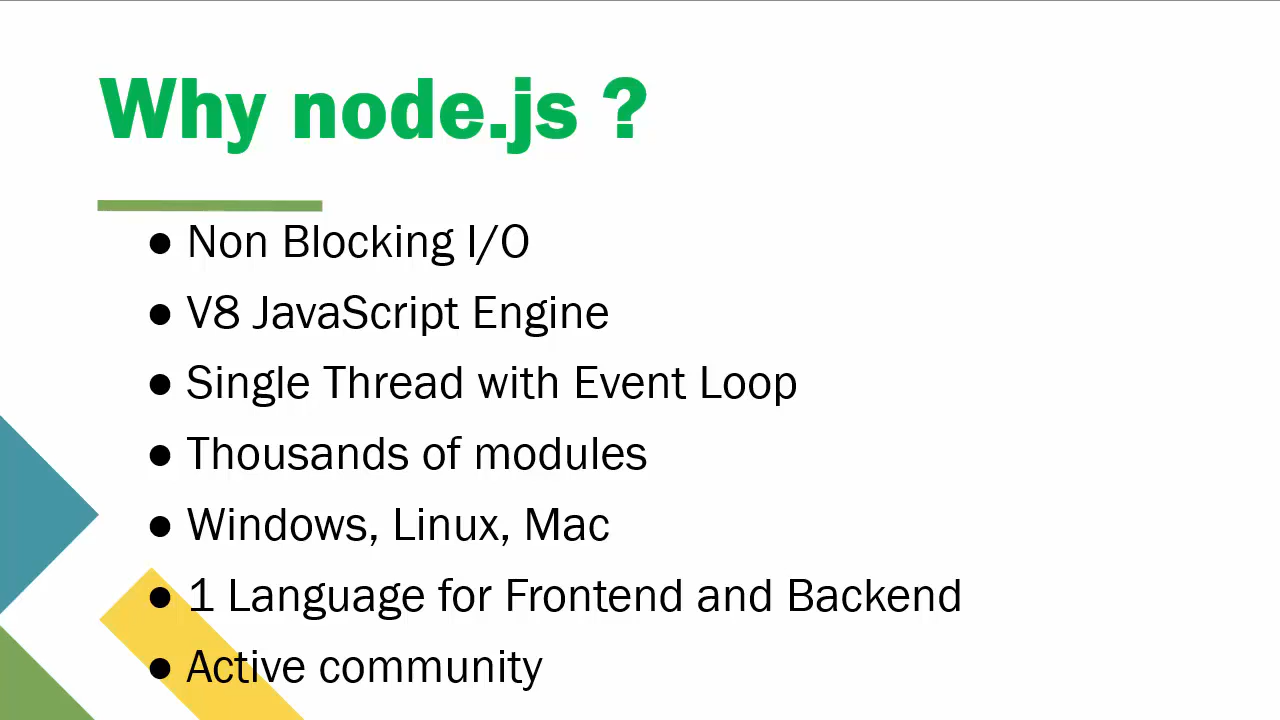 Why node.js ?
● Non Blocking I/O
● V8 JavaScript Engine
● Single Thread with Event Loop
● Thousands of modules
● Windows, Linux, Mac
● 1 Language for Frontend and Backend
● Active community